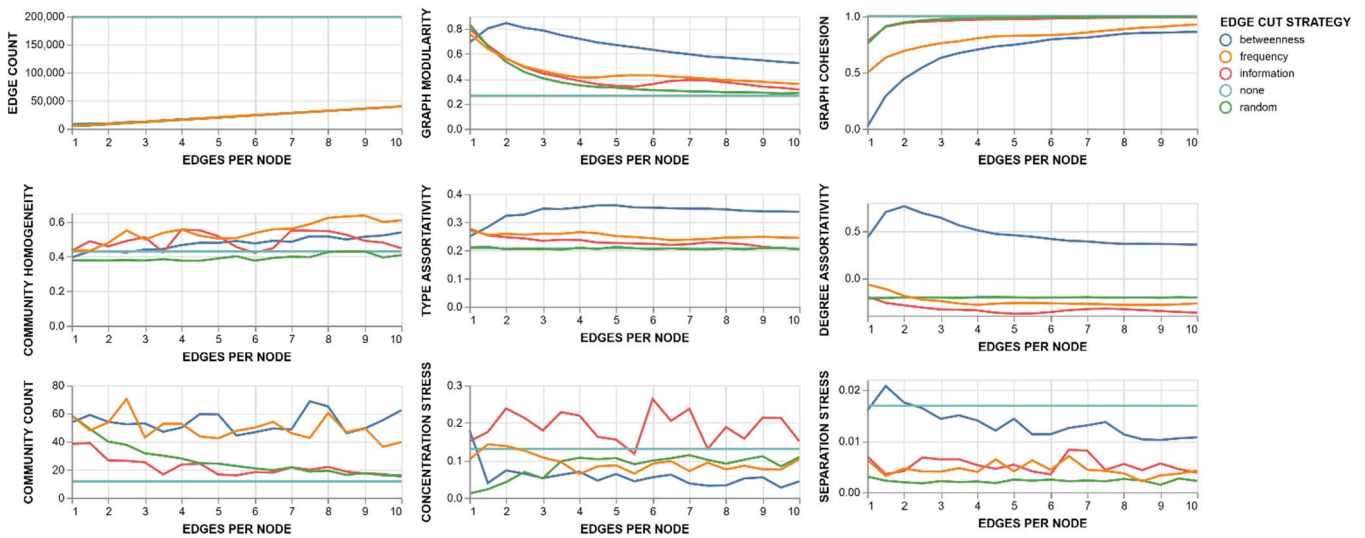 EDGE COUNT
200,000
150,000
100,000
50,000
0
1 2 3 4 5 6 7 8 9 10
EDGES PER NODE
GRAPH MODULARITY
0.8
0.6
0.4
0.2
0.0
1 2 3 4 5 6 7 8 9 10
EDGES PER NODE
GRAPH COHESION
1.0
0.5
0.0
1 2 3 4 5 6 7 8 9 10
EDGES PER NODE
EDGE CUT STRATEGY
betweenness
frequency
information
none
random
COMMUNITY HOMOGENEITY
0.6
0.4
0.2
0.0
1 2 3 4 5 6 7 8 9 10
EDGES PER NODE
TYPE ASSORTATIVITY
0.4
0.3
0.2
0.1
0.0
1 2 3 4 5 6 7 8 9 10
EDGES PER NODE
DEGREE ASSORTATIVITY
0.5
0.0
1 2 3 4 5 6 7 8 9 10
EDGES PER NODE
COMMUNITY COUNT
80
60
40
20
0
1 2 3 4 5 6 7 8 9 10
EDGES PER NODE
CONCENTRATION STRESS
0.3
0.2
0.1
0.0
1 2 3 4 5 6 7 8 9 10
EDGES PER NODE
SEPARATION STRESS
0.02
0.01
0.00
1 2 3 4 5 6 7 8 9 10
EDGES PER NODE